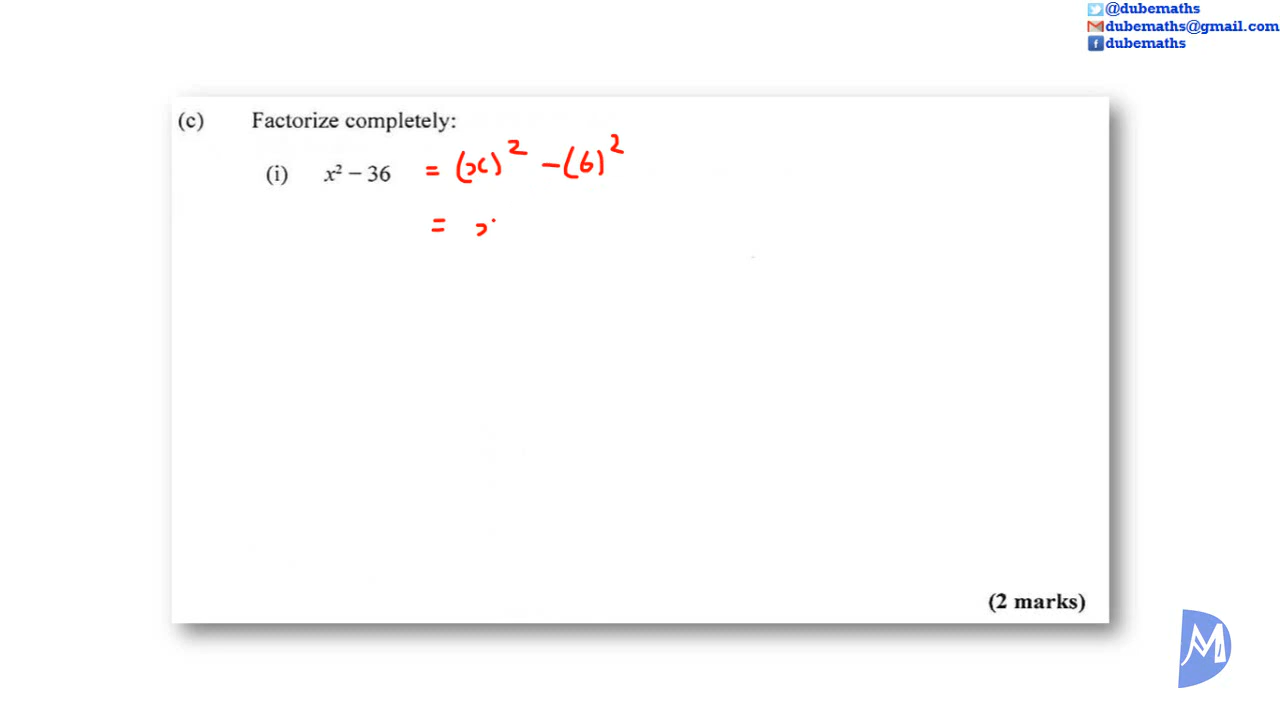 @dubemaths
dubemaths@gmail.com
dubemaths
(c) Factorize completely:
(i) x² − 36 = (x)² − (6)²
=
(2 marks)
M